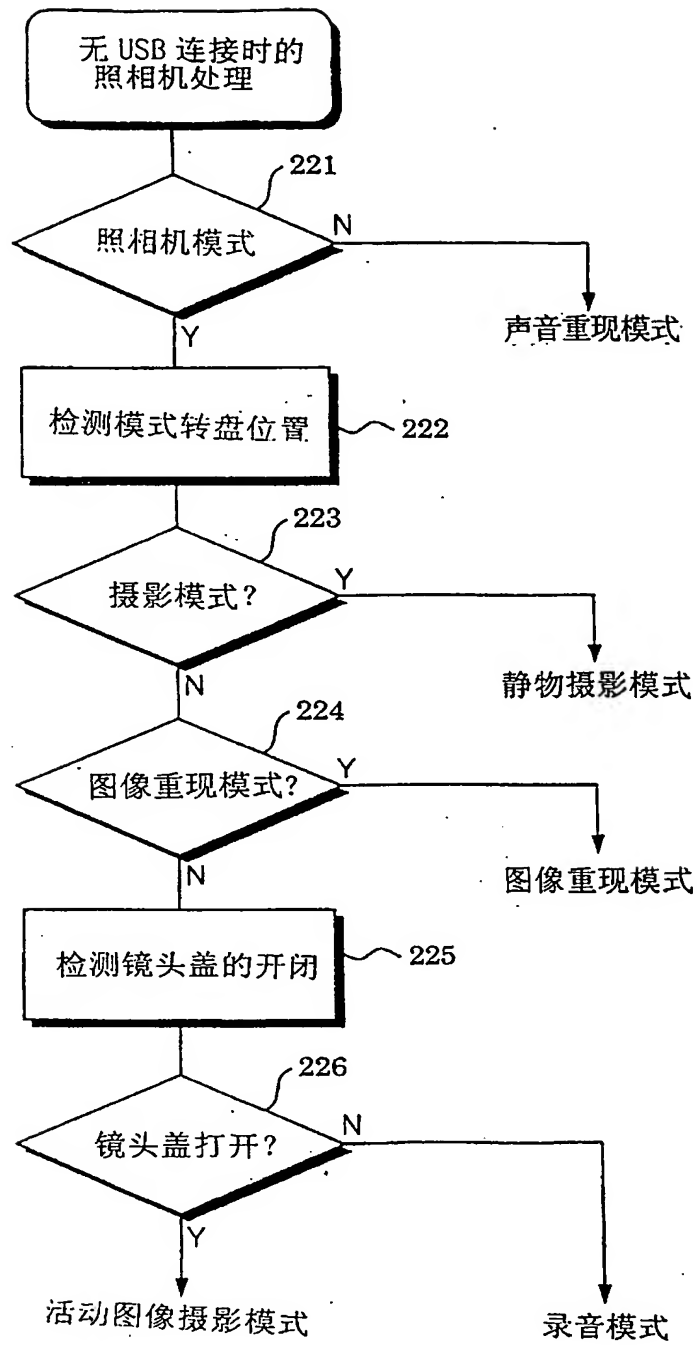 无USB连接时的
照相机处理
221
照相机模式
N
Y
声音重现模式
检测模式转盘位置
222
223
摄影模式?
Y
N
静物摄影模式
224
图像重现模式?
Y
N
图像重现模式
检测镜头盖的开闭
225
226
镜头盖打开?
N
Y
活动图像摄影模式
录音模式